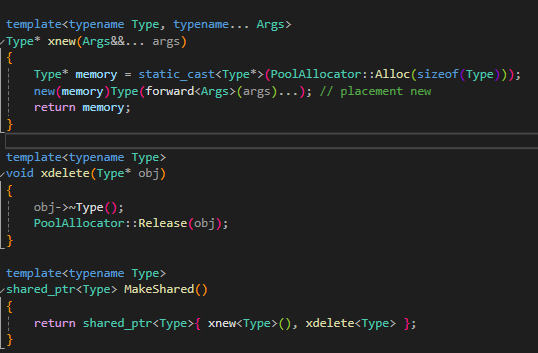 template<typename Type, typename... Args>
Type* xnew(Args&&... args)
{
    Type* memory = static_cast<Type*>(PoolAllocator::Alloc(sizeof(Type)));
    new(memory)Type(forward<Args>(args)...); // placement new
    return memory;
}
template<typename Type>
void xdelete(Type* obj)
{
    obj->~Type();
    PoolAllocator::Release(obj);
}
template<typename Type>
shared_ptr<Type> MakeShared()
{
    return shared_ptr<Type>{ xnew<Type>(), xdelete<Type> };
}